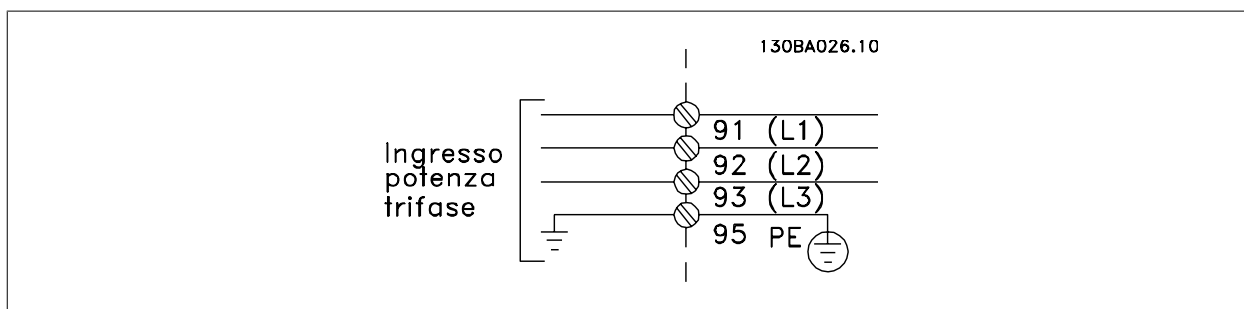 130BA026.10
Ingresso
potenza
trifase
91 (L1)
92 (L2)
93 (L3)
95 PE